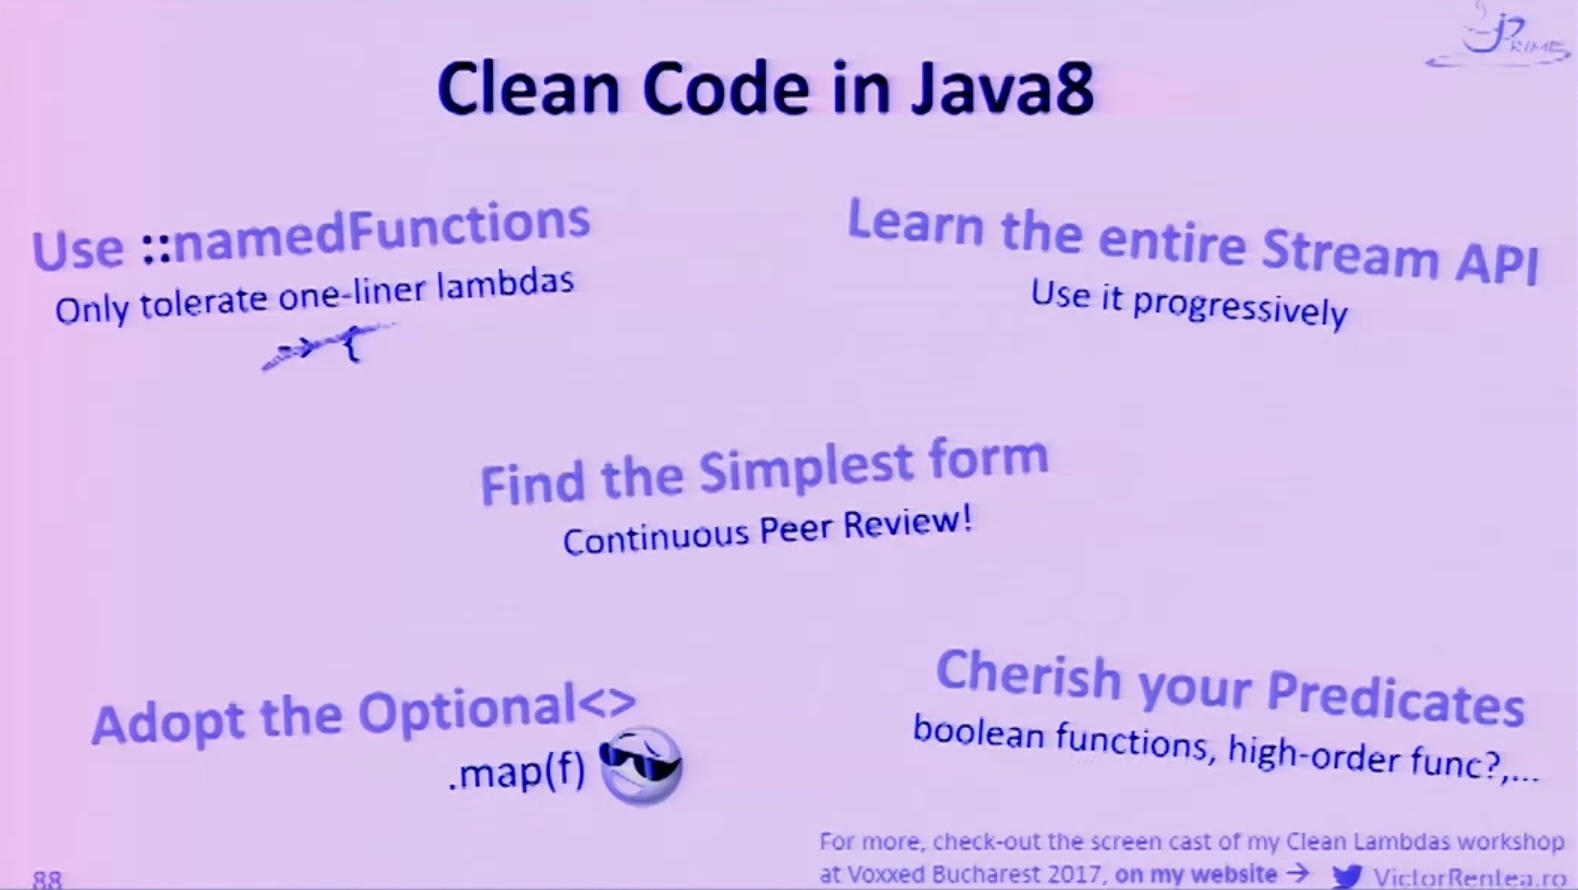 JPRIME
Clean Code in Java8
Use ::namedFunctions
Only tolerate one-liner lambdas
-> {
Learn the entire Stream API
Use it progressively
Find the Simplest form
Continuous Peer Review!
Adopt the Optional<>
.map(f)
Cherish your Predicates
boolean functions, high-order func?,...
For more, check-out the screen cast of my Clean Lambdas workshop
at Voxxed Bucharest 2017, on my website → VictorRentea.ro
88